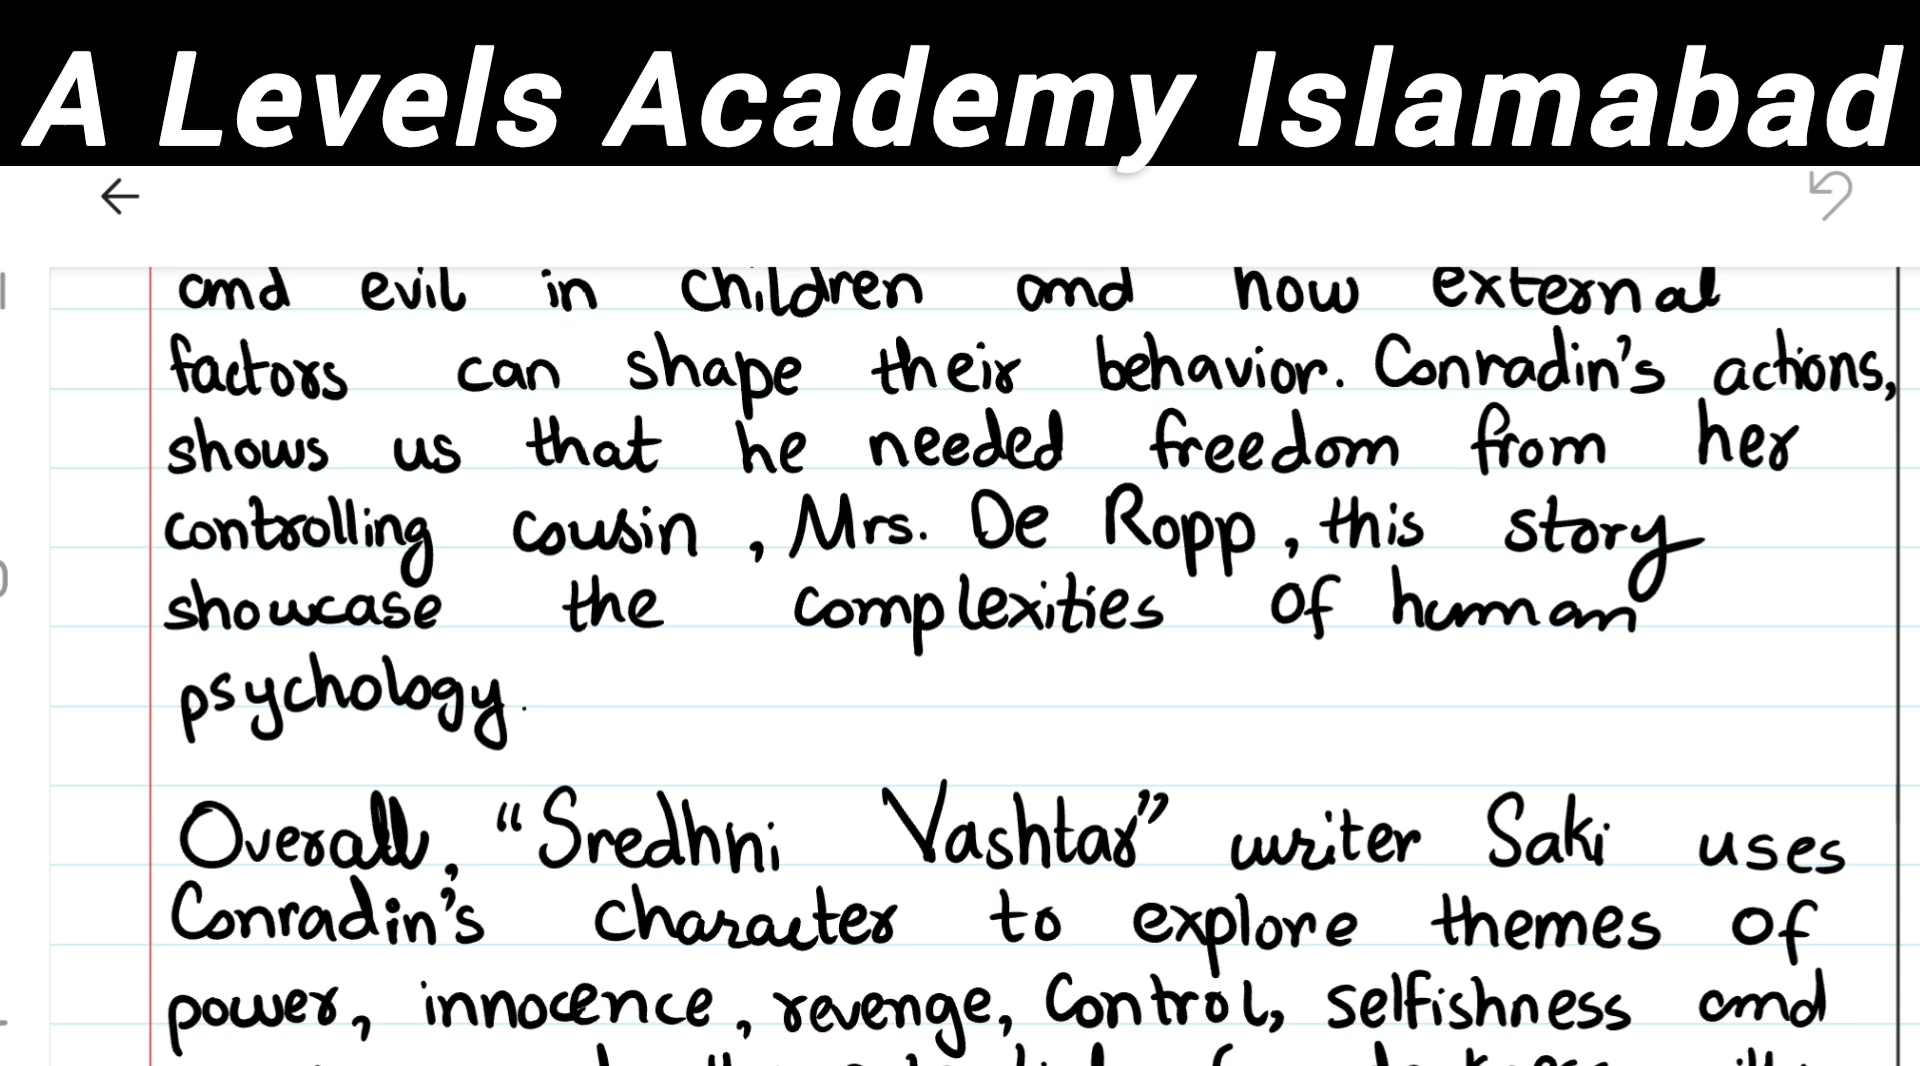 A Levels Academy Islamabad
and evil in children and how external
factors can shape their behavior. Conradin's actions,
shows us that he needed freedom from her
controlling cousin, Mrs. De Ropp, this story
showcase the complexities of human
psychology.
Overall, "Sredhni Vashtar" writer Saki uses
Conradin's character to explore themes of
power, innocence, revenge, Control, selfishness and